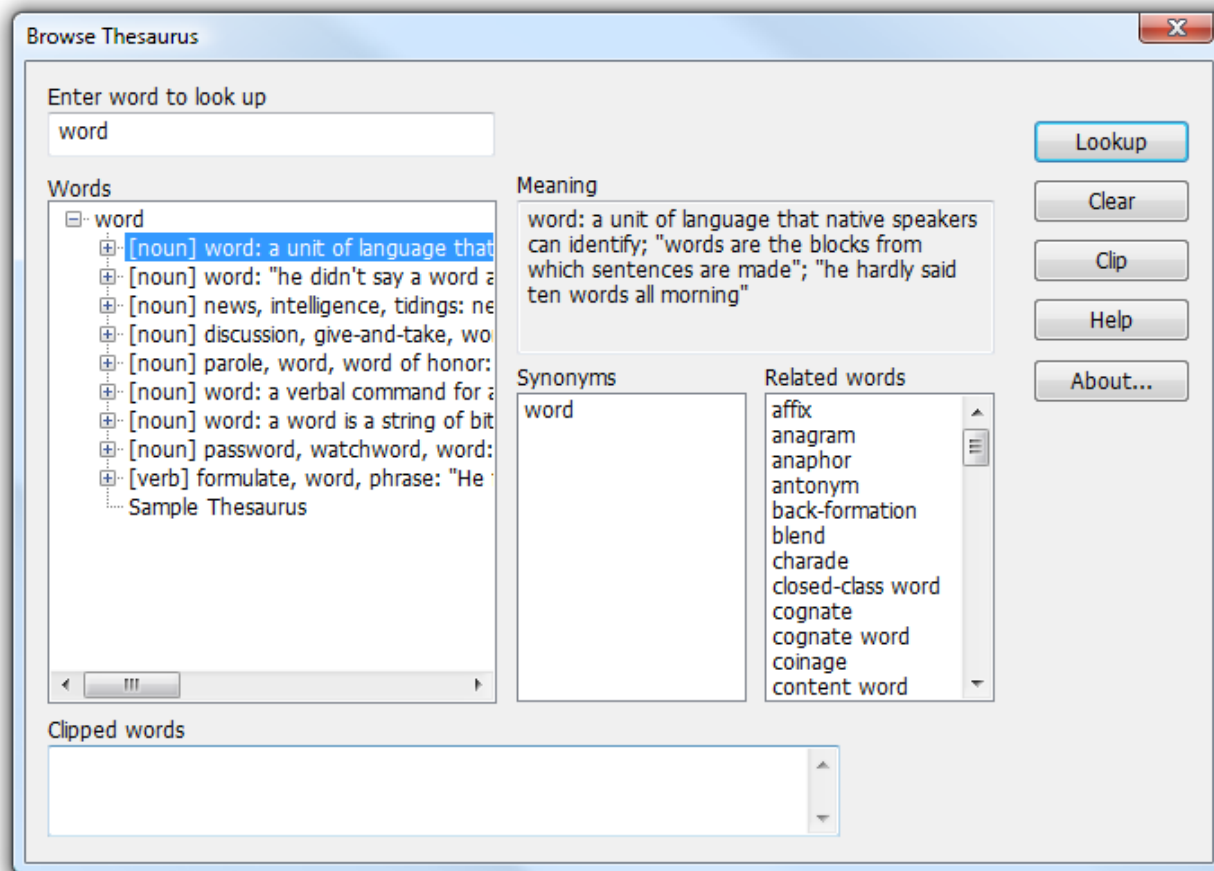 Browse Thesaurus
Enter word to look up
word
Words
word
[noun] word: a unit of language that
[noun] word: "he didn't say a word a
[noun] news, intelligence, tidings: ne
[noun] discussion, give-and-take, wo
[noun] parole, word, word of honor:
[noun] word: a verbal command for a
[noun] word: a word is a string of bit
[noun] password, watchword, word:
[verb] formulate, word, phrase: "He
Sample Thesaurus
Meaning
word: a unit of language that native speakers
can identify; "words are the blocks from
which sentences are made"; "he hardly said
ten words all morning"
Synonyms
word
Related words
affix
anagram
anaphor
antonym
back-formation
blend
charade
closed-class word
cognate
cognate word
coinage
content word
Lookup
Clear
Clip
Help
About...
Clipped words